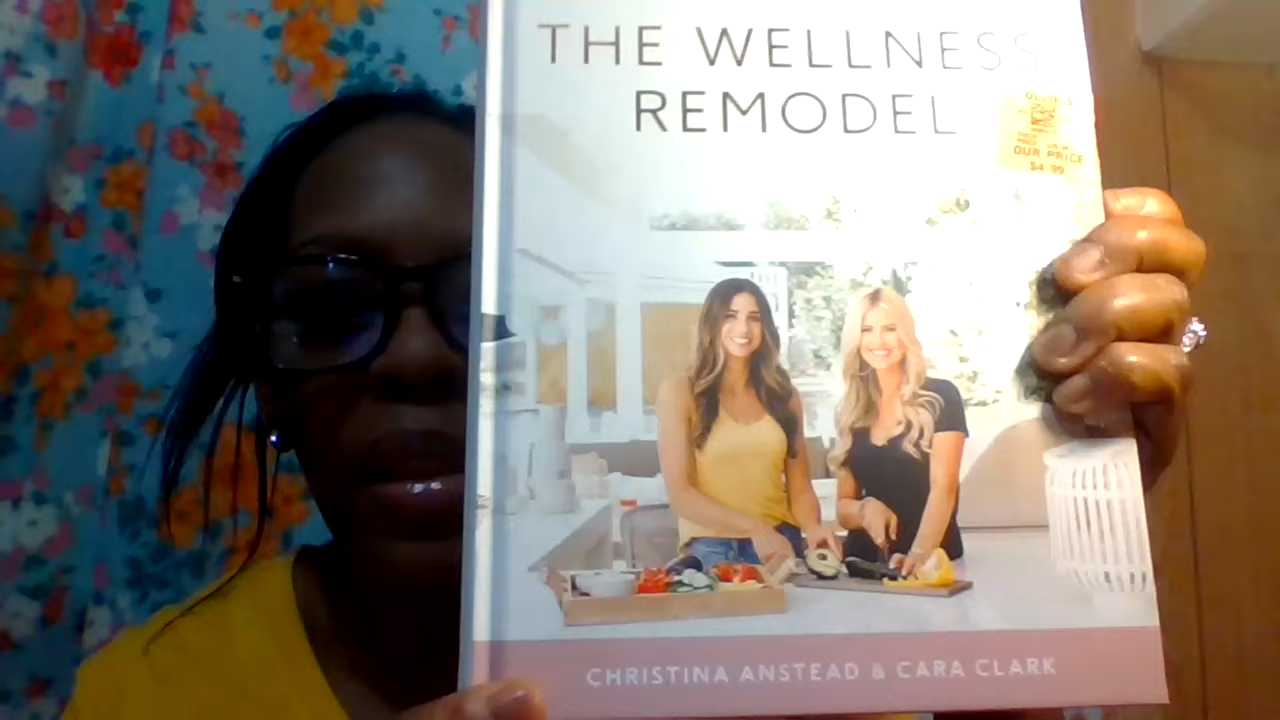 THE WELLNESS
REMODEL
OUR PRICE
$4.99
CHRISTINA ANSTEAD & CARA CLARK